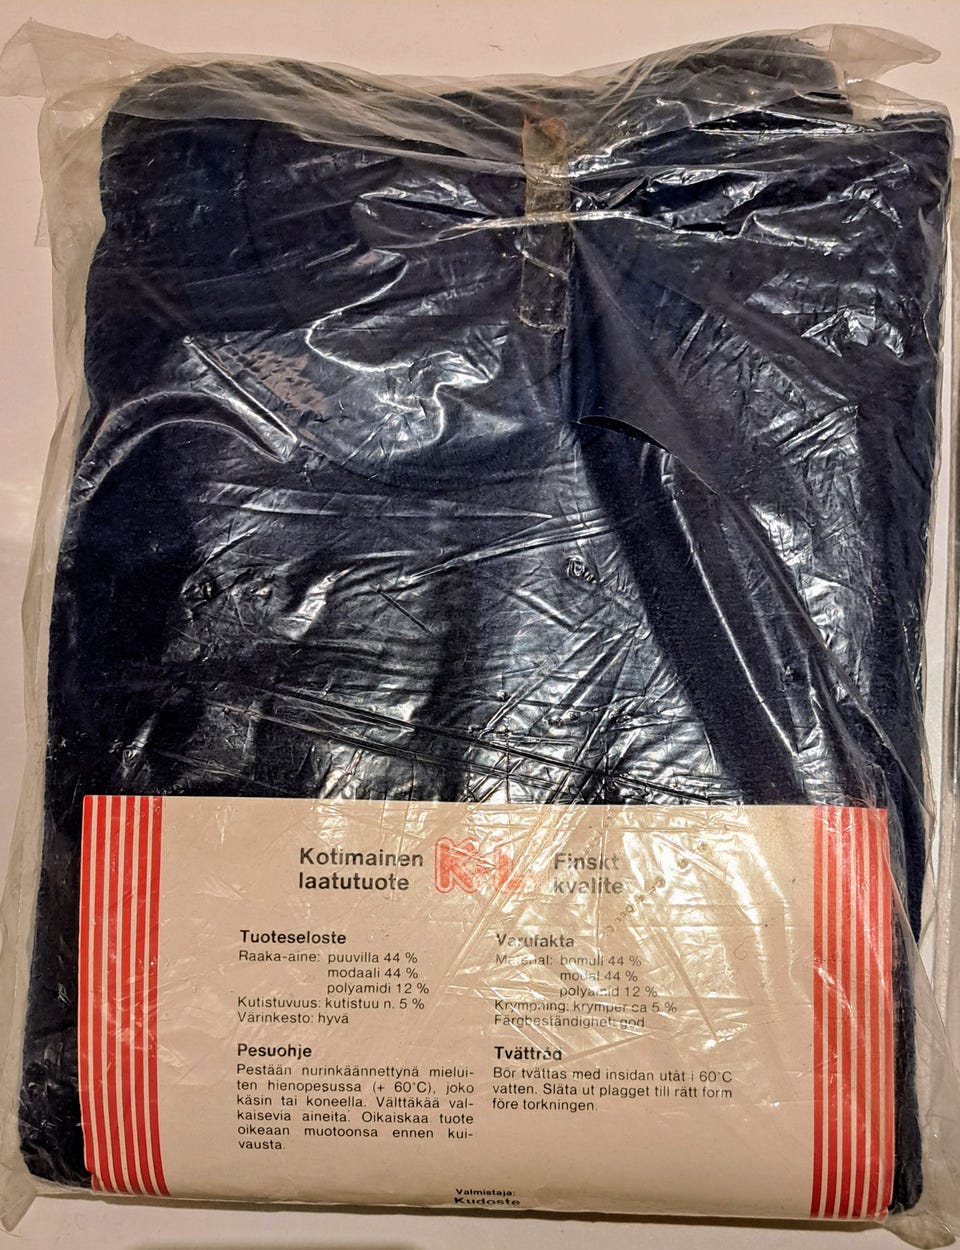 Kotimainen
laatutuote
K-L
Finskt
kvalite
Tuoteseloste
Raaka-aine: puuvilla 44 %
modaali 44 %
polyamidi 12 %
Kutistuvuus: kutistuu n. 5 %
Värinkesto: hyvä
Pesuohje
Pestään nurinkäännettynä mielui-
ten hienopesussa (+ 60°C), joko
käsin tai koneella. Välttäkää val-
kaisevia aineita. Oikaiskaa tuote
oikeaan muotoonsa ennen kui-
vausta.
Varufakta
Material: bomull 44 %
modal 44 %
polyamid 12 %
Krympning: krymper ca 5 %
Färgbeständighet: god
Tvättråd
Bör tvättas med insidan utåt i 60°C
vatten. Släta ut plagget till rätt form
före torkningen.
Valmistaja:
Kudoste